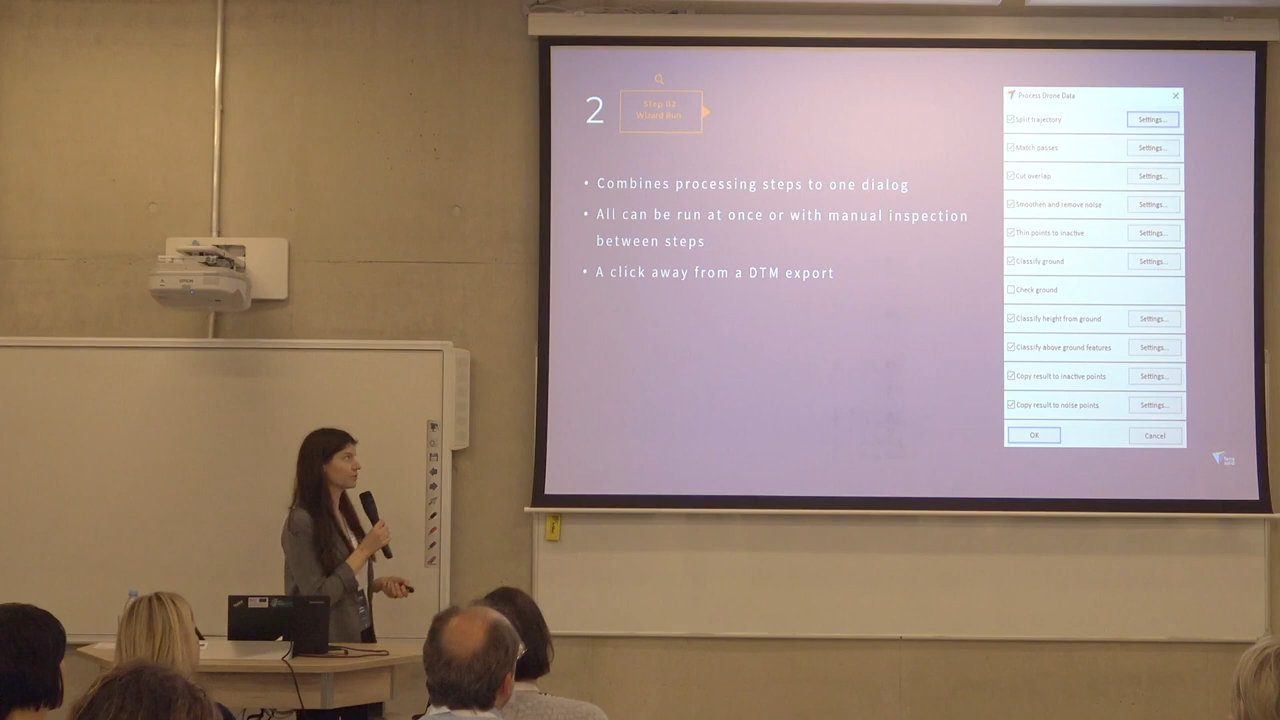 2
Step 02
Wizard Run
• Combines processing steps to one dialog
• All can be run at once or with manual inspection
between steps
• A click away from a DTM export
Process Drone Data
Split trajectory Settings...
Match passes Settings...
Cut overlap Settings...
Smoothen and remove noise Settings...
Thin points to inactive Settings...
Classify ground Settings...
Check ground
Classify height from ground Settings...
Classify above ground features Settings...
Copy result to inactive points Settings...
Copy result to noise points Settings...
OK Cancel
Terra
solid
EPSON